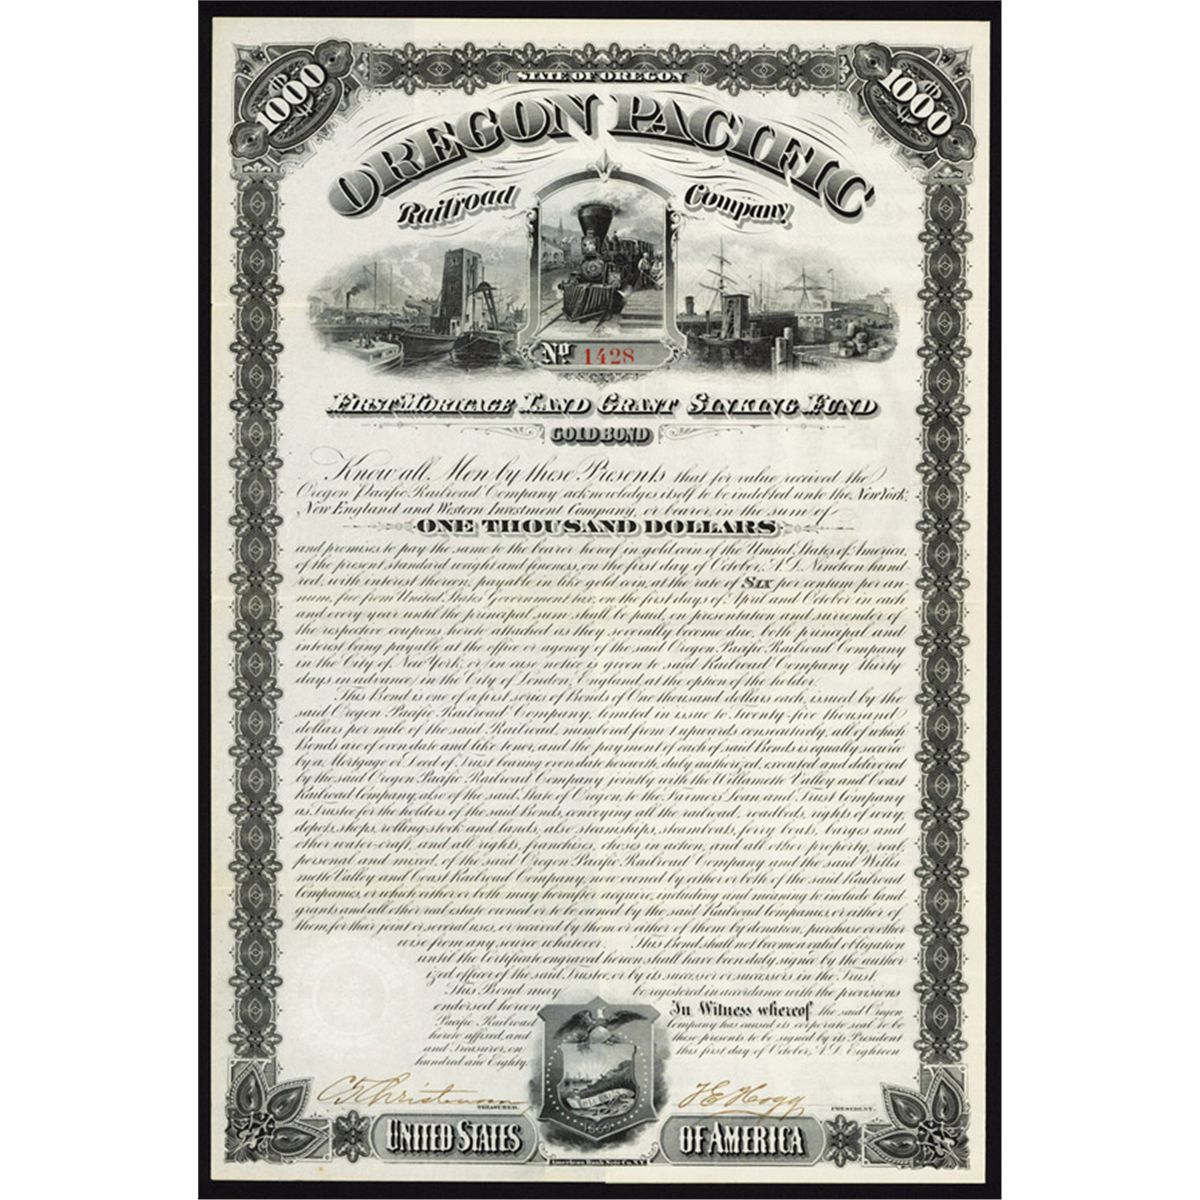 $1000
STATE OF OREGON
$1000
OREGON PACIFIC
Railroad Company
No. 1428
FIRST MORTGAGE LAND GRANT SINKING FUND
GOLD BOND
Know all Men by these Presents that for value received the
Oregon Pacific Railroad Company acknowledges itself to be indebted unto the New York,
New England and Western Investment Company, or bearer, in the sum of
ONE THOUSAND DOLLARS
and promises to pay the same to the bearer hereof in gold coin of the United States of America,
of the present standard weight and fineness, on the first day of October, A.D. Nineteen hund-
red, with interest thereon, payable in like gold coin, at the rate of SIX per centum per an-
num, free from United States Government tax, on the first days of April and October in each
and every year until the principal sum shall be paid, on presentation and surrender of
the respective coupons hereto attached as they severally become due, both principal and
interest being payable at the office or agency of the said Oregon Pacific Railroad Company
in the City of New York, or (in case notice is given to said Railroad Company thirty
days in advance) in the City of London, England, at the option of the holder.
This Bond is one of a first series of Bonds of One thousand dollars each, issued by the
said Oregon Pacific Railroad Company, limited in issue to Twenty-five thousand
dollars per mile of the said Railroad, numbered from 1 upwards consecutively, all of which
Bonds are of even date and like tenor, and the payment of each of said Bonds is equally secured
by a Mortgage or Deed of Trust bearing even date herewith, duly authorized, executed and delivered
by the said Oregon Pacific Railroad Company jointly with the Willamette Valley and Coast
Railroad Company, also of the said State of Oregon, to the Farmers' Loan and Trust Company
as Trustee for the holders of the said Bonds, conveying all the railroad, roadbeds, rights of way,
depots, shops, rolling-stock and lands, also steamships, steamboats, ferry boats, barges and
other water-craft, and all rights, franchises, choses in action, and all other property, real,
personal and mixed, of the said Oregon Pacific Railroad Company and the said Willa-
mette Valley and Coast Railroad Company, now owned by either or both of the said Railroad
Companies, or which either or both may hereafter acquire, including and meaning to include land
grants and all other real estate owned or to be owned by the said Railroad Companies, or either of
them, for their joint or several uses, or received by them or either of them by donation, purchase or other-
wise from any source whatever. This Bond shall not become a valid obligation
until the Certificate engraved hereon shall have been duly signed by the author-
ized officer of the said Trustee, or by its successor or successors in the Trust.
This Bond may be registered in accordance with the provisions
endorsed hereon. In Witness whereof the said Oregon
Pacific Railroad Company has caused its corporate seal to be
hereto affixed, and these presents to be signed by its President
and Treasurer, on this first day of October, A.D. Eighteen
hundred and Eighty.
TREASURER.
T E Hogg
PRESIDENT.
UNITED STATES OF AMERICA
American Bank Note Co. N.Y.